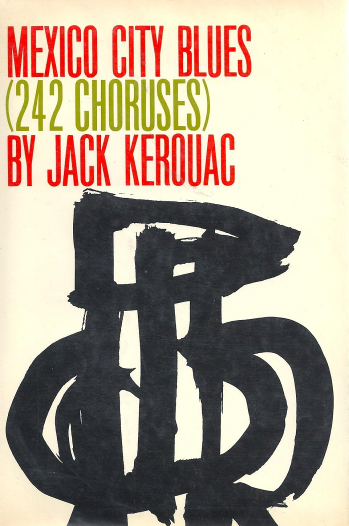 MEXICO CITY BLUES
(242 CHORUSES)
BY JACK KEROUAC